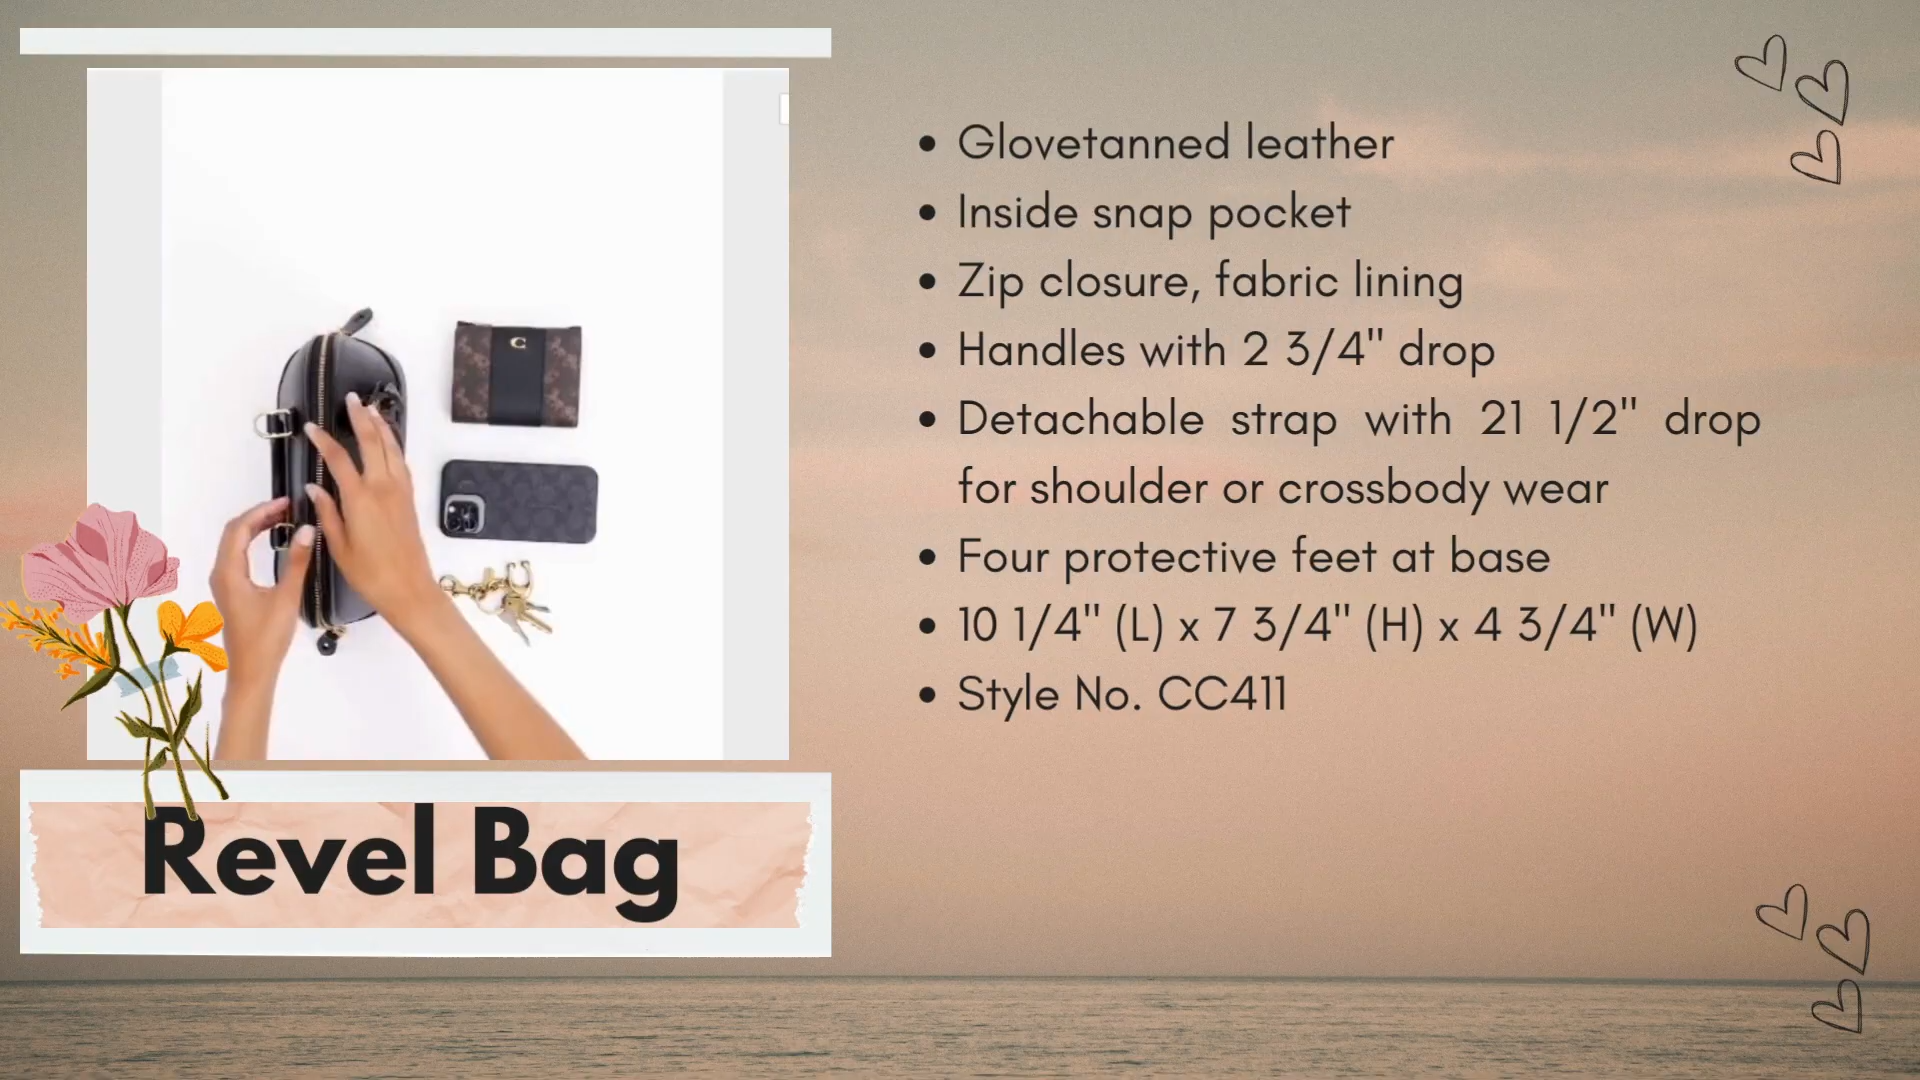 Glovetanned leather
Inside snap pocket
Zip closure, fabric lining
Handles with 2 3/4" drop
Detachable strap with 21 1/2" drop
for shoulder or crossbody wear
Four protective feet at base
10 1/4" (L) x 7 3/4" (H) x 4 3/4" (W)
Style No. CC411
Revel Bag